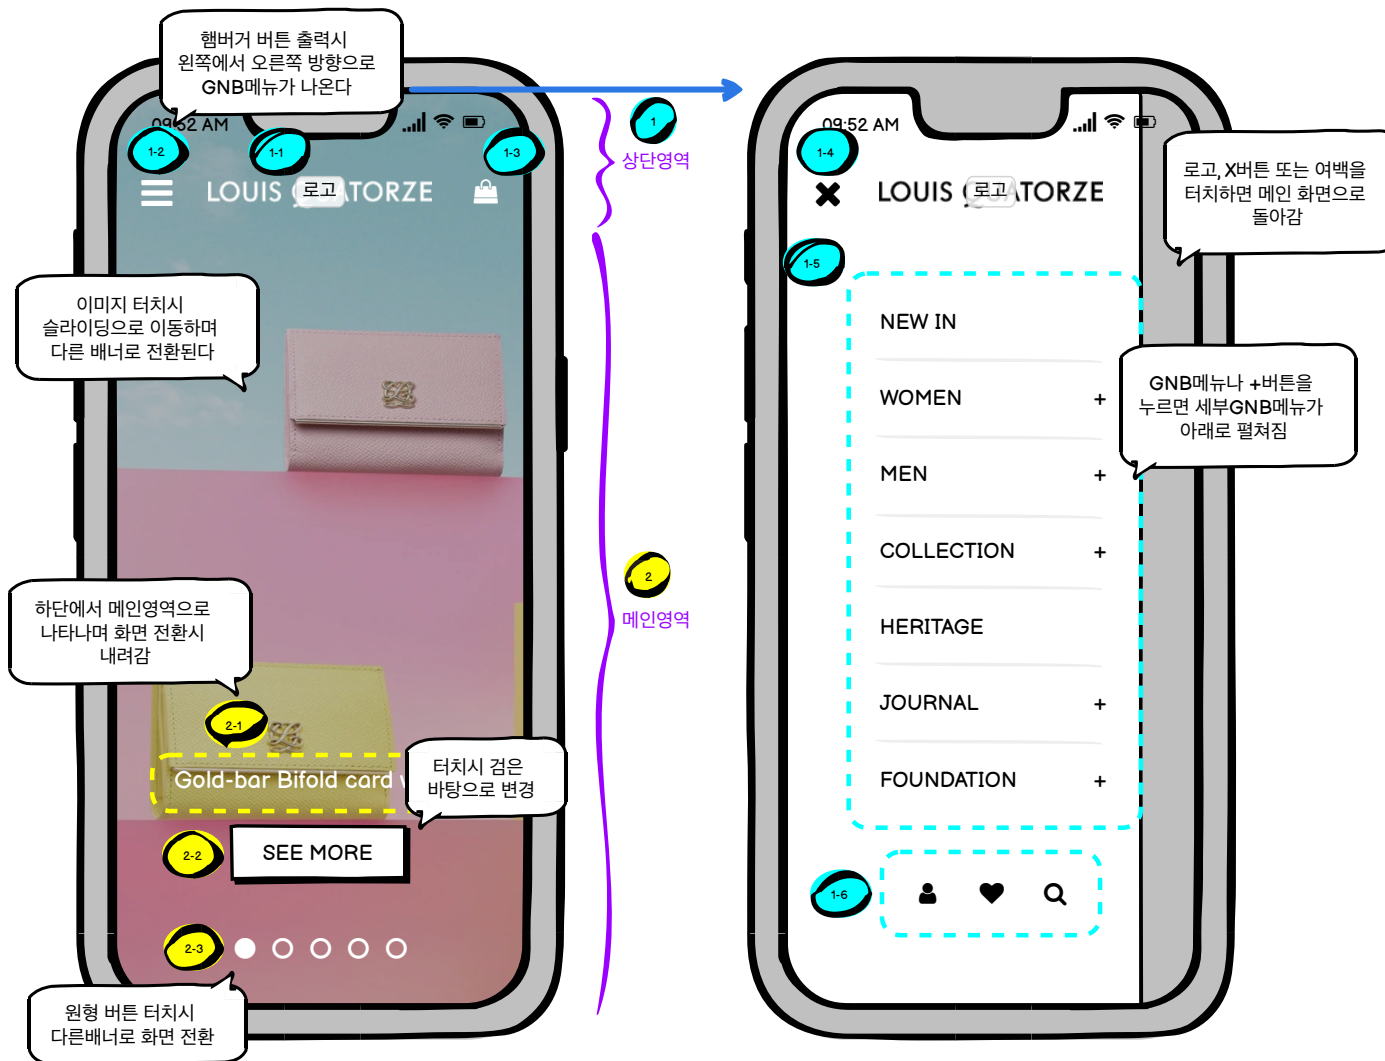 햄버거 버튼 출력시
왼쪽에서 오른쪽 방향으로
GNB메뉴가 나온다
09:52 AM
1-2
1-1
1-3
LOUIS QUATORZE
로고
이미지 터치시
슬라이딩으로 이동하며
다른 배너로 전환된다
하단에서 메인영역으로
나타나며 화면 전환시
내려감
2-1
Gold-bar Bifold card
터치시 검은
바탕으로 변경
2-2
SEE MORE
2-3
원형 버튼 터치시
다른배너로 화면 전환
1
상단영역
2
메인영역
09:52 AM
1-4
LOUIS QUATORZE
로고
로고, X버튼 또는 여백을
터치하면 메인 화면으로
돌아감
1-5
NEW IN
WOMEN +
MEN +
COLLECTION +
HERITAGE
JOURNAL +
FOUNDATION +
GNB메뉴나 +버튼을
누르면 세부GNB메뉴가
아래로 펼쳐짐
1-6